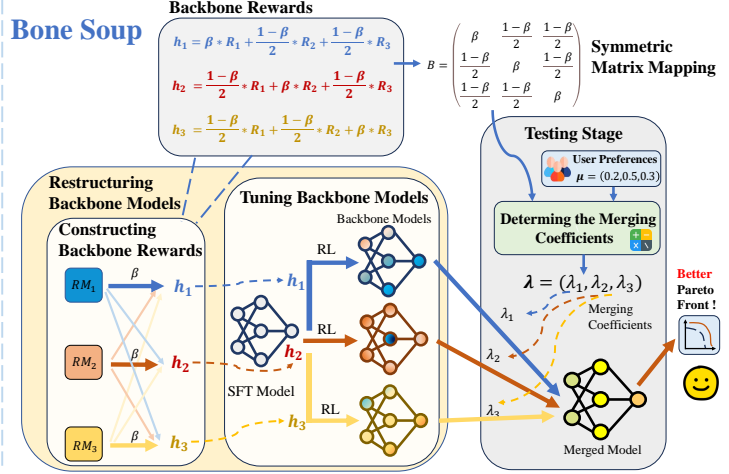 Bone Soup
Backbone Rewards
h₁ = β * R₁ + (1 − β)/2 * R₂ + (1 − β)/2 * R₃
h₂ = (1 − β)/2 * R₁ + β * R₂ + (1 − β)/2 * R₃
h₃ = (1 − β)/2 * R₁ + (1 − β)/2 * R₂ + β * R₃
B =
β (1 − β)/2 (1 − β)/2
(1 − β)/2 β (1 − β)/2
(1 − β)/2 (1 − β)/2 β
Symmetric
Matrix Mapping
Testing Stage
User Preferences
μ = (0.2,0.5,0.3)
Determing the Merging
Coefficients
λ = (λ₁, λ₂, λ₃)
Merging
Coefficients
λ₁
λ₂
λ₃
Merged Model
Better
Pareto
Front !
Restructuring
Backbone Models
Constructing
Backbone Rewards
RM₁
β
h₁
RM₂
β
h₂
RM₃
β
h₃
Tuning Backbone Models
Backbone Models
RL
h₁
RL
h₂
SFT Model
RL
h₃